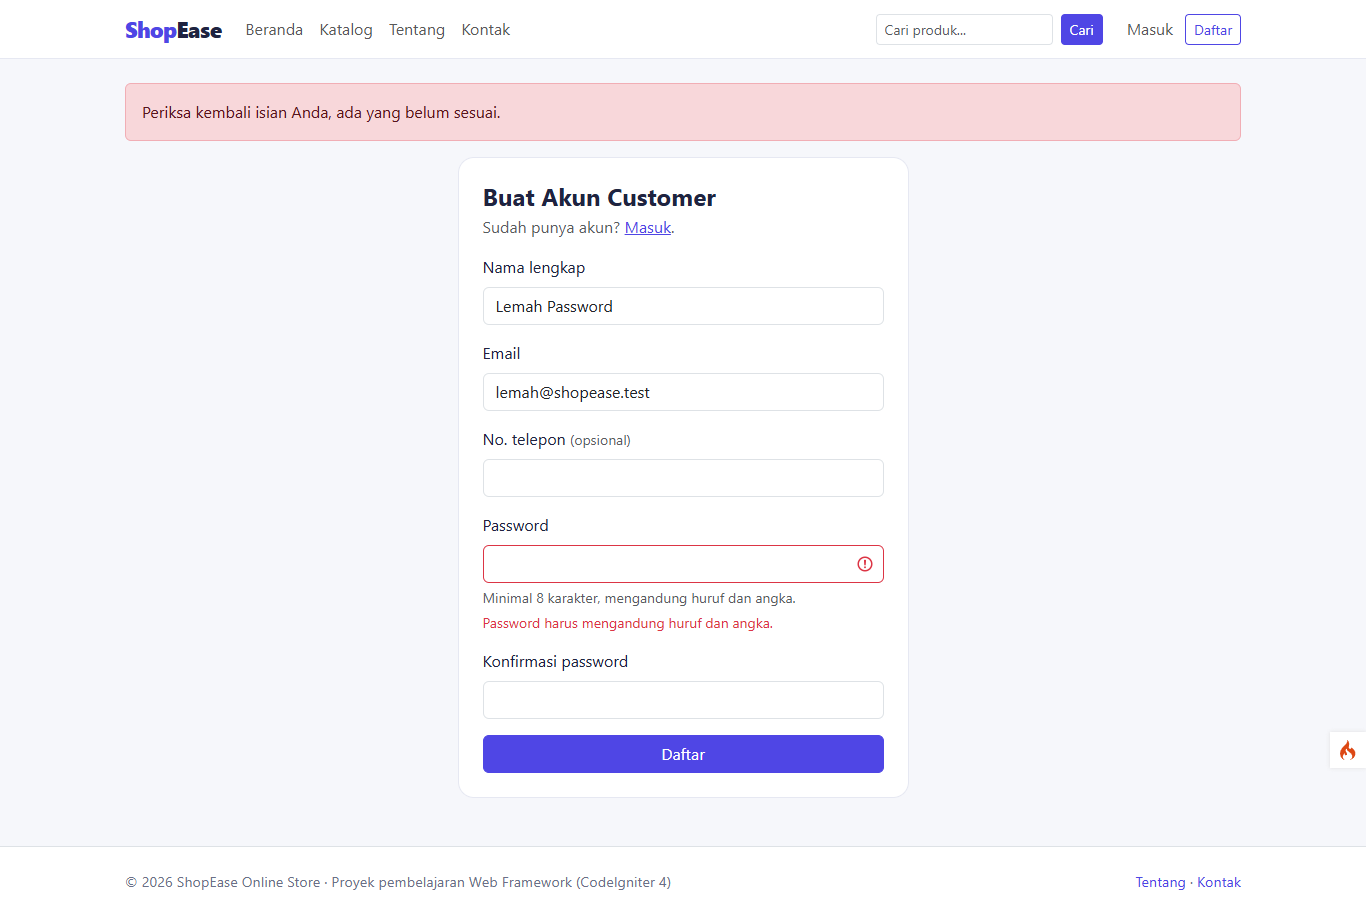 ShopEase Beranda Katalog Tentang Kontak Cari produk... Cari Masuk Daftar
Periksa kembali isian Anda, ada yang belum sesuai.
Buat Akun Customer
Sudah punya akun? Masuk.
Nama lengkap
Lemah Password
Email
lemah@shopease.test
No. telepon (opsional)
Password
Minimal 8 karakter, mengandung huruf dan angka.
Password harus mengandung huruf dan angka.
Konfirmasi password
Daftar
© 2026 ShopEase Online Store · Proyek pembelajaran Web Framework (CodeIgniter 4) Tentang · Kontak